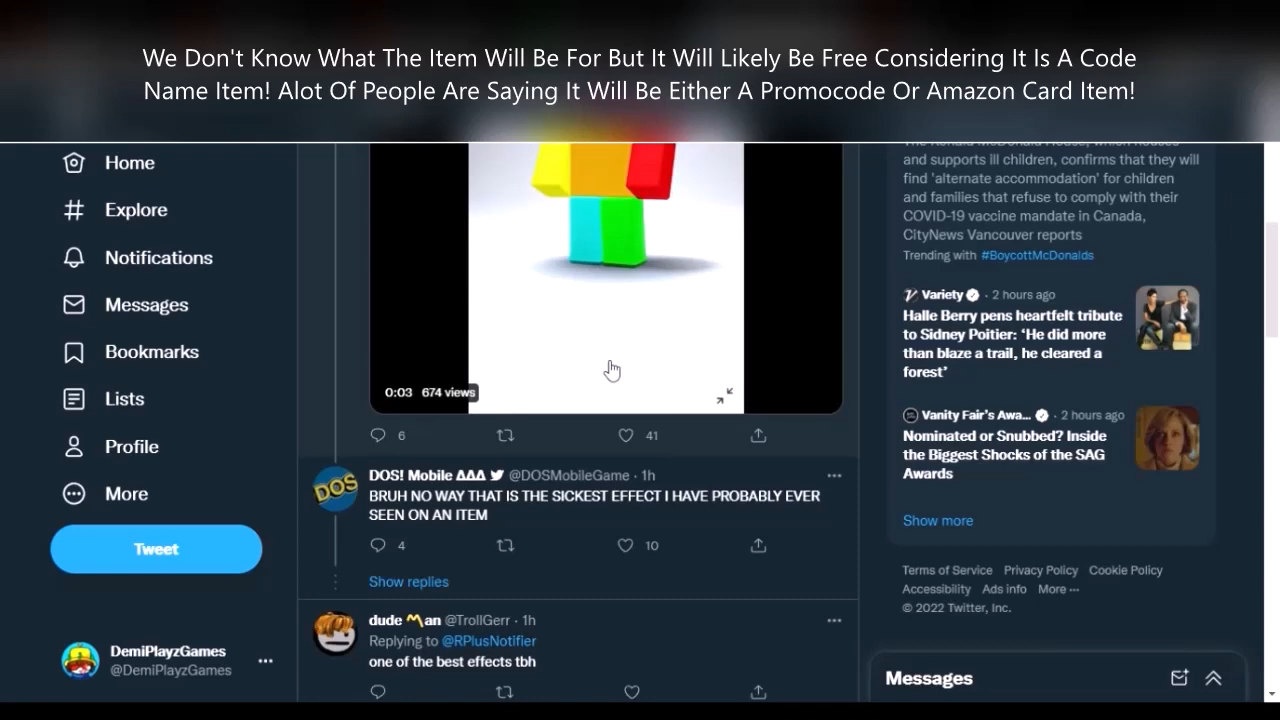 We Don't Know What The Item Will Be For But It Will Likely Be Free Considering It Is A Code
Name Item! Alot Of People Are Saying It Will Be Either A Promocode Or Amazon Card Item!
Home
Explore
Notifications
Messages
Bookmarks
Lists
Profile
More
Tweet
DemiPlayzGames
@DemiPlayzGames
0:03 674 views
6
41
DOS! Mobile ΔΔΔ @DOSMobileGame · 1h
BRUH NO WAY THAT IS THE SICKEST EFFECT I HAVE PROBABLY EVER
SEEN ON AN ITEM
DOS
4
10
Show replies
dude 〽️an @TrollGerr · 1h
Replying to @RPlusNotifier
one of the best effects tbh
and supports ill children, confirms that they will
find 'alternate accommodation' for children
and families that refuse to comply with their
COVID-19 vaccine mandate in Canada,
CityNews Vancouver reports
Trending with #BoycottMcDonalds
Variety · 2 hours ago
Halle Berry pens heartfelt tribute
to Sidney Poitier: ‘He did more
than blaze a trail, he cleared a
forest’
Vanity Fair’s Awa... · 2 hours ago
Nominated or Snubbed? Inside
the Biggest Shocks of the SAG
Awards
Show more
Terms of Service Privacy Policy Cookie Policy
Accessibility Ads info More ···
© 2022 Twitter, Inc.
Messages